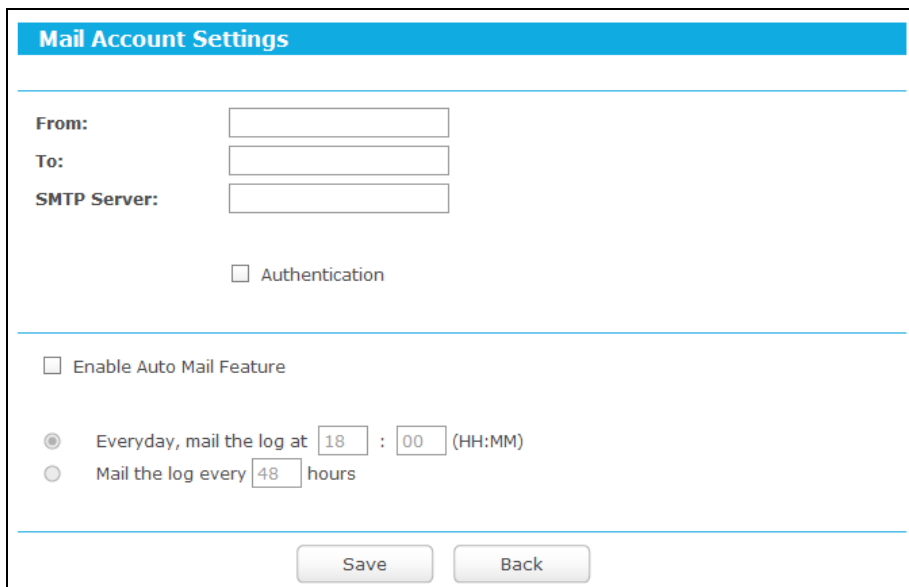 Mail Account Settings
From:
To:
SMTP Server:
Authentication
Enable Auto Mail Feature
Everyday, mail the log at 18 : 00 (HH:MM)
Mail the log every 48 hours
Save Back